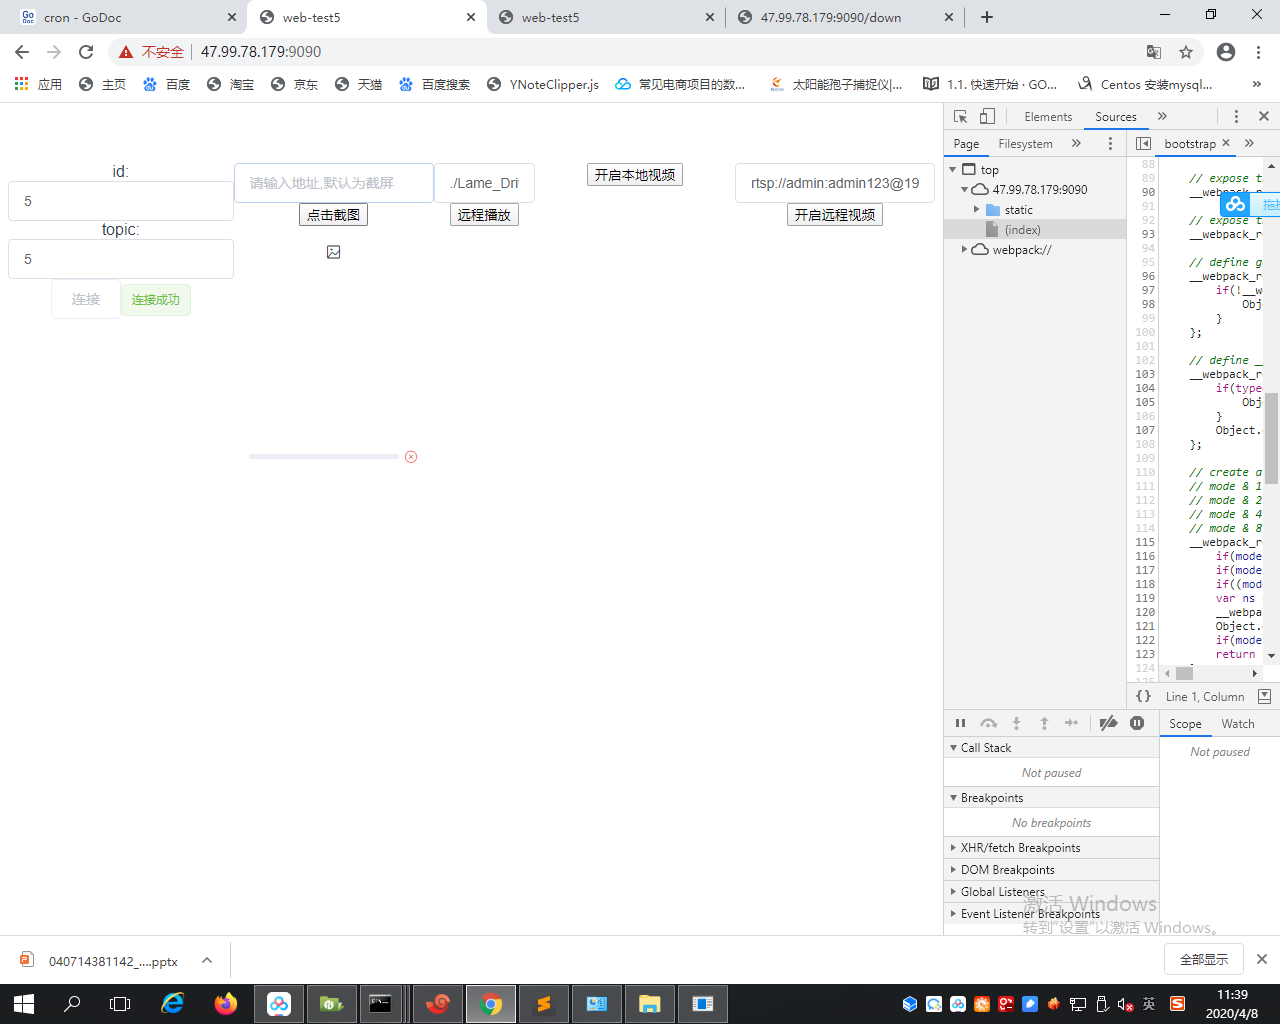 cron - GoDoc
web-test5
web-test5
47.99.78.179:9090/down
不安全
47.99.78.179:9090
应用
主页
百度
淘宝
京东
天猫
百度搜索
YNoteClipper.js
常见电商项目的数...
太阳能孢子捕捉仪|...
1.1. 快速开始 · GO...
Centos 安装mysql...
id:
5
topic:
5
连接
连接成功
请输入地址,默认为截屏
点击截图
./Lame_Dri
远程播放
开启本地视频
rtsp://admin:admin123@19
开启远程视频
Elements
Sources
Page
Filesystem
top
47.99.78.179:9090
static
(index)
webpack://
bootstrap
88
89 // expose t
90 __webpack_r
91
92 // expose t
93 __webpack_r
94
95 // define g
96 __webpack_re
97 if(!__w
98 Obj
99 }
100 };
101
102 // define __
103 __webpack_r
104 if(type
105 Obj
106 }
107 Object.
108 };
109
110 // create a
111 // mode & 1
112 // mode & 2
113 // mode & 4
114 // mode & 8
115 __webpack_r
116 if(mode
117 if(mode
118 if((mod
119 var ns
120 __webpa
121 Object.
122 if(mode
123 return
124
{} Line 1, Column
Call Stack
Not paused
Breakpoints
No breakpoints
XHR/fetch Breakpoints
DOM Breakpoints
Global Listeners
Event Listener Breakpoints
Scope
Watch
Not paused
激活 Windows
转到“设置”以激活 Windows。
040714381142_....pptx
全部显示
英
11:39
2020/4/8